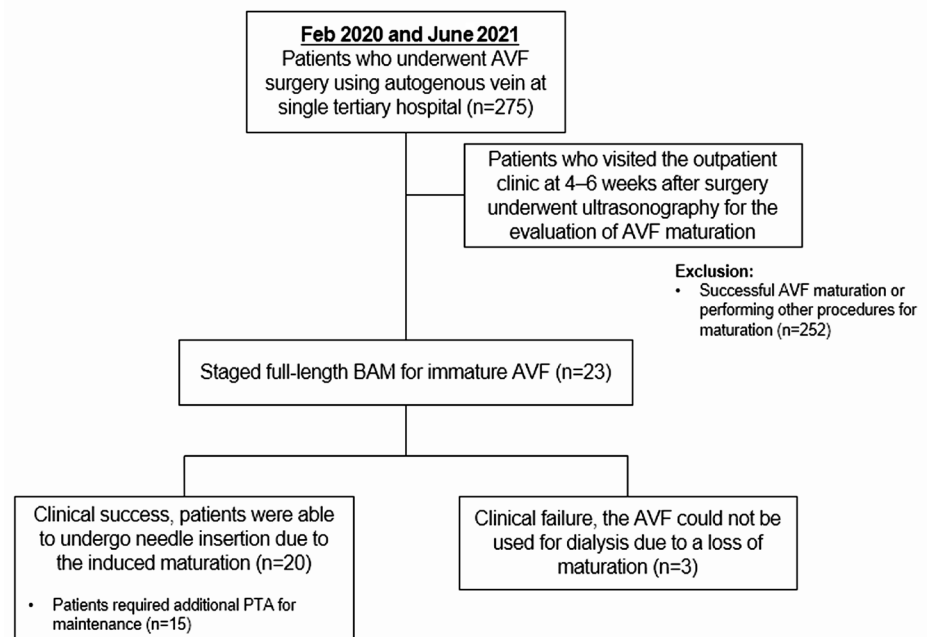 Feb 2020 and June 2021
Patients who underwent AVF
surgery using autogenous vein at
single tertiary hospital (n=275)
Patients who visited the outpatient
clinic at 4–6 weeks after surgery
underwent ultrasonography for the
evaluation of AVF maturation
Exclusion:
• Successful AVF maturation or
performing other procedures for
maturation (n=252)
Staged full-length BAM for immature AVF (n=23)
Clinical success, patients were able
to undergo needle insertion due to
the induced maturation (n=20)
• Patients required additional PTA for
maintenance (n=15)
Clinical failure, the AVF could not be
used for dialysis due to a loss of
maturation (n=3)